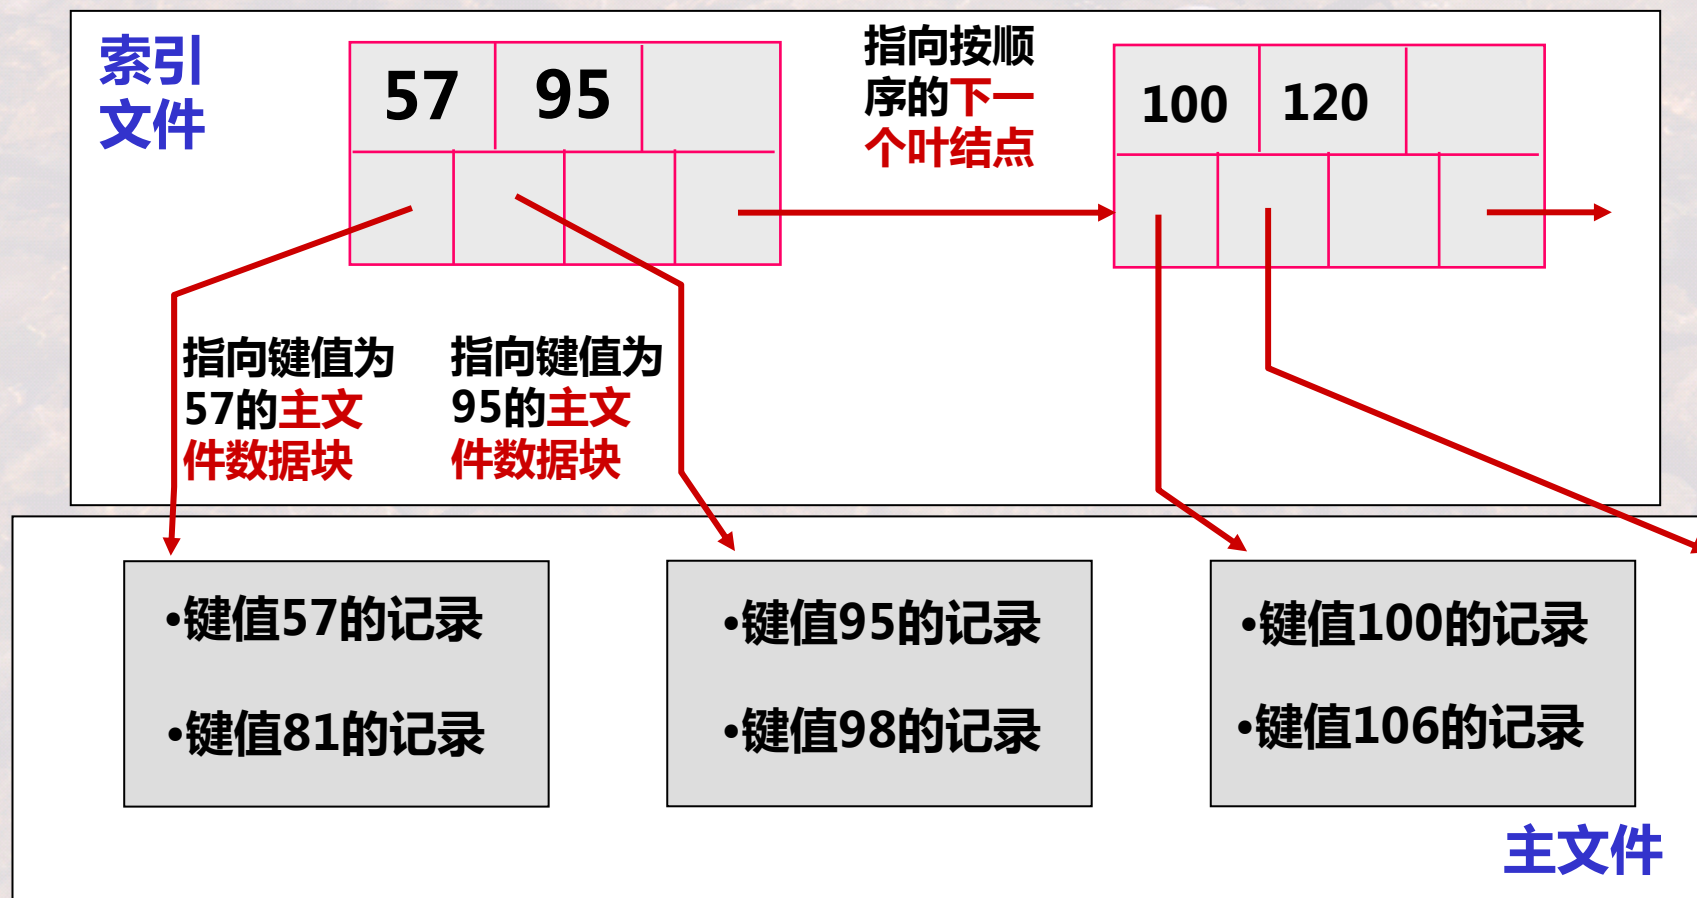 索引
文件
57 95
指向按顺
序的下一
个叶结点
100 120
指向键值为
57的主文
件数据块
指向键值为
95的主文
件数据块
•键值57的记录
•键值81的记录
•键值95的记录
•键值98的记录
•键值100的记录
•键值106的记录
主文件